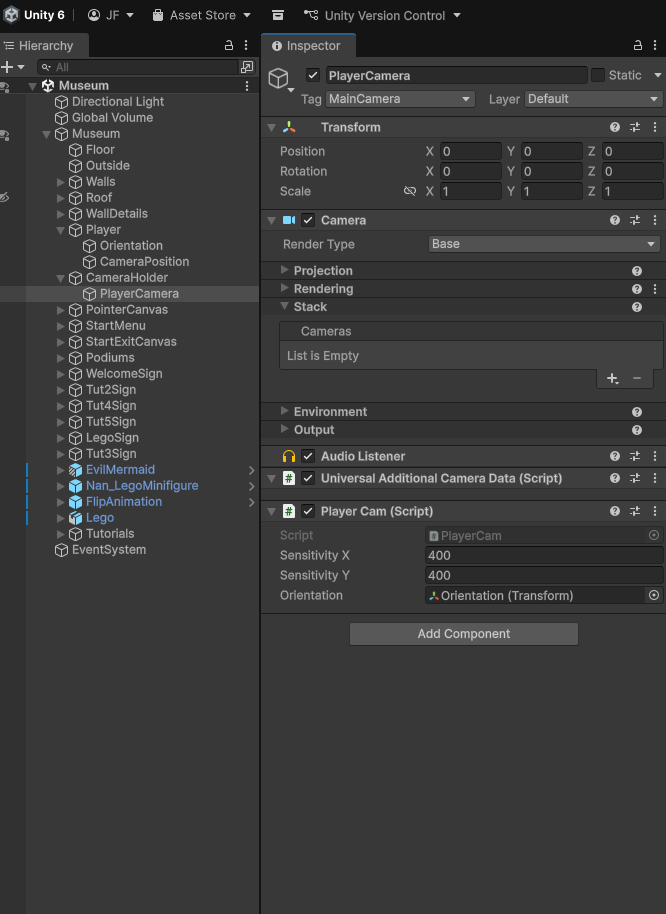 Unity 6 JF Asset Store Unity Version Control
Hierarchy
All
Museum
Directional Light
Global Volume
Museum
Floor
Outside
Walls
Roof
WallDetails
Player
Orientation
CameraPosition
CameraHolder
PlayerCamera
PointerCanvas
StartMenu
StartExitCanvas
Podiums
WelcomeSign
Tut2Sign
Tut4Sign
Tut5Sign
LegoSign
Tut3Sign
EvilMermaid
Nan_LegoMinifigure
FlipAnimation
Lego
Tutorials
EventSystem
Inspector
PlayerCamera Static
Tag MainCamera Layer Default
Transform
Position X 0 Y 0 Z 0
Rotation X 0 Y 0 Z 0
Scale X 1 Y 1 Z 1
Camera
Render Type Base
Projection
Rendering
Stack
Cameras
List is Empty
Environment
Output
Audio Listener
# Universal Additional Camera Data (Script)
# Player Cam (Script)
Script # PlayerCam
Sensitivity X 400
Sensitivity Y 400
Orientation Orientation (Transform)
Add Component